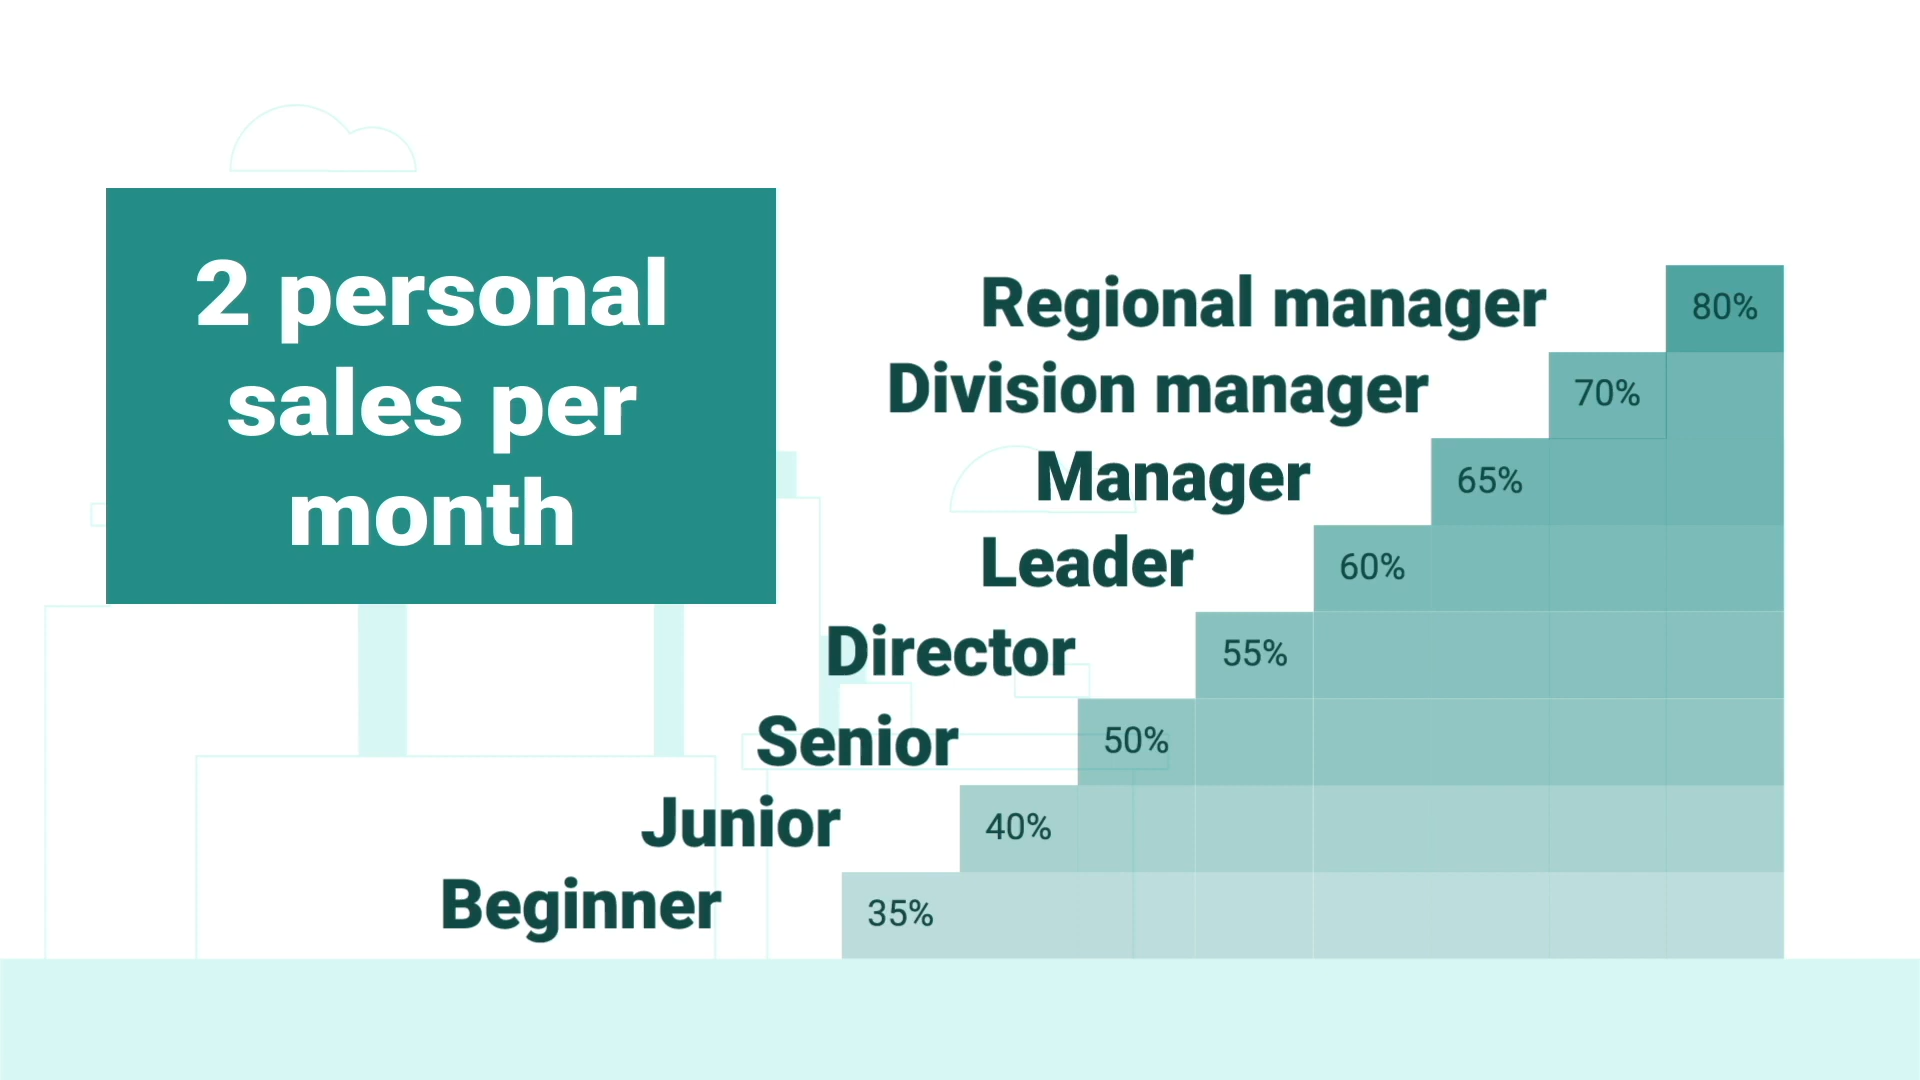 2 personal
sales per
month
Regional manager
80%
Division manager
70%
Manager
65%
Leader
60%
Director
55%
Senior
50%
Junior
40%
Beginner
35%